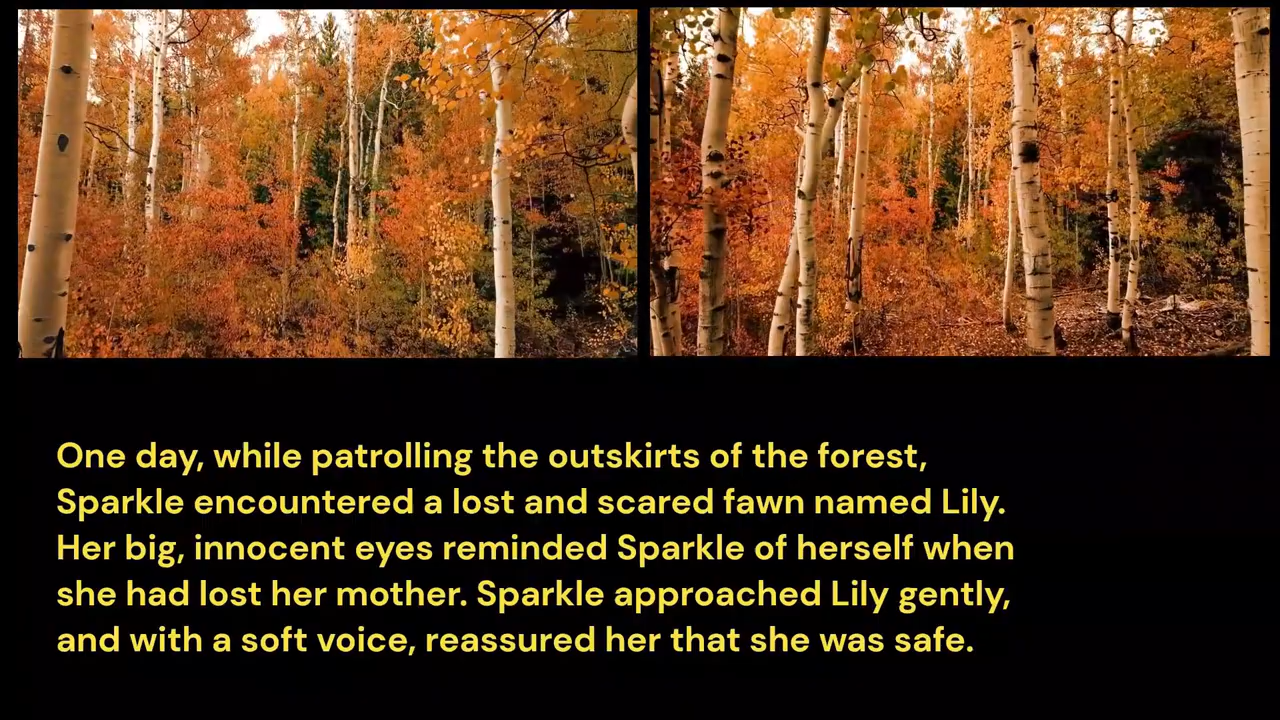 One day, while patrolling the outskirts of the forest,
Sparkle encountered a lost and scared fawn named Lily.
Her big, innocent eyes reminded Sparkle of herself when
she had lost her mother. Sparkle approached Lily gently,
and with a soft voice, reassured her that she was safe.